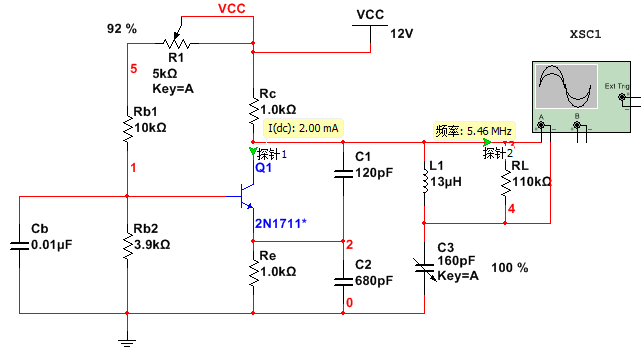 VCC
VCC
92 %
12V
XSC1
R1
5kΩ
Key=A
5
Ext Trig
Rc
1.0kΩ
A
B
Rb1
10kΩ
I(dc): 2.00 mA
频率: 5.46 MHz
探针1
探针2
Q1
C1
120pF
L1
13μH
RL
110kΩ
1
2N1711*
4
Cb
0.01μF
Rb2
3.9kΩ
2
Re
1.0kΩ
C2
680pF
C3
160pF
Key=A
100 %
0